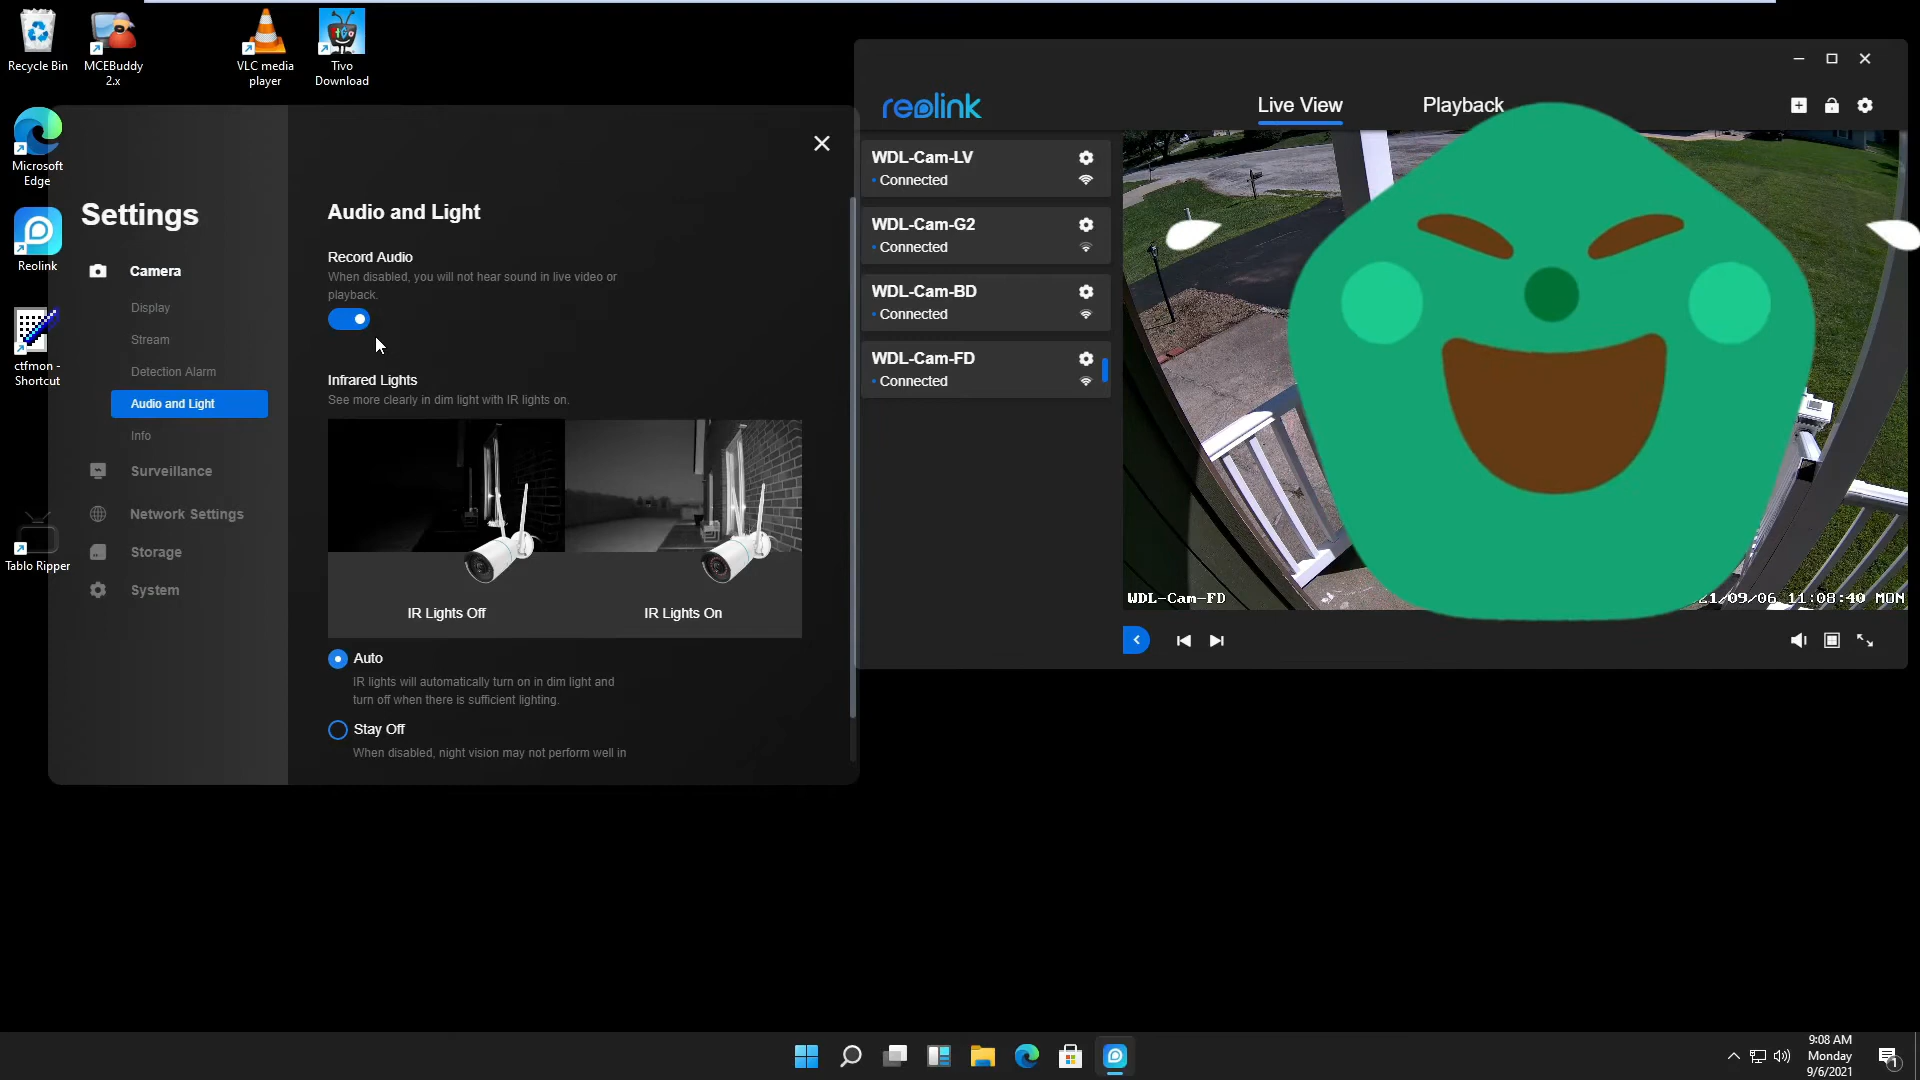 Recycle Bin
MCEBuddy
2.x
VLC media
player
Tivo
Download
Microsoft
Edge
Reolink
ctfmon -
Shortcut
Tablo Ripper
Settings
Camera
Display
Stream
Detection Alarm
Audio and Light
Info
Surveillance
Network Settings
Storage
System
Audio and Light
Record Audio
When disabled, you will not hear sound in live video or
playback.
Infrared Lights
See more clearly in dim light with IR lights on.
IR Lights Off
IR Lights On
Auto
IR lights will automatically turn on in dim light and
turn off when there is sufficient lighting.
Stay Off
When disabled, night vision may not perform well in
reolink
Live View
Playback
WDL-Cam-LV
Connected
WDL-Cam-G2
Connected
WDL-Cam-BD
Connected
WDL-Cam-FD
Connected
WDL-Cam-FD
1/09/06 11:08:40 MON
9:08 AM
Monday
9/6/2021
1